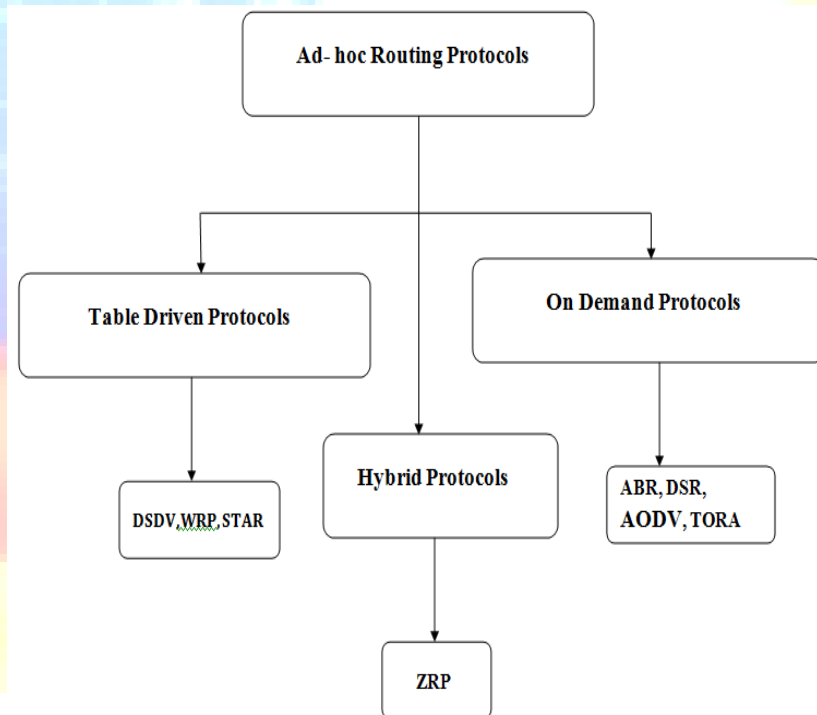 Ad- hoc Routing Protocols
Table Driven Protocols
On Demand Protocols
Hybrid Protocols
DSDV,WRP,STAR
ABR, DSR,
AODV, TORA
ZRP